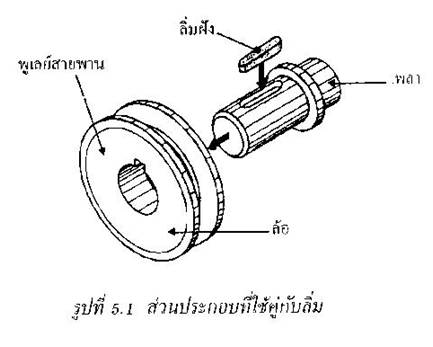 ลิ่มฝัง
พูเลย์สายพาน
เพลา
ล้อ
รูปที่ 5.1 ส่วนประกอบที่ใช้คู่กับลิ่ม